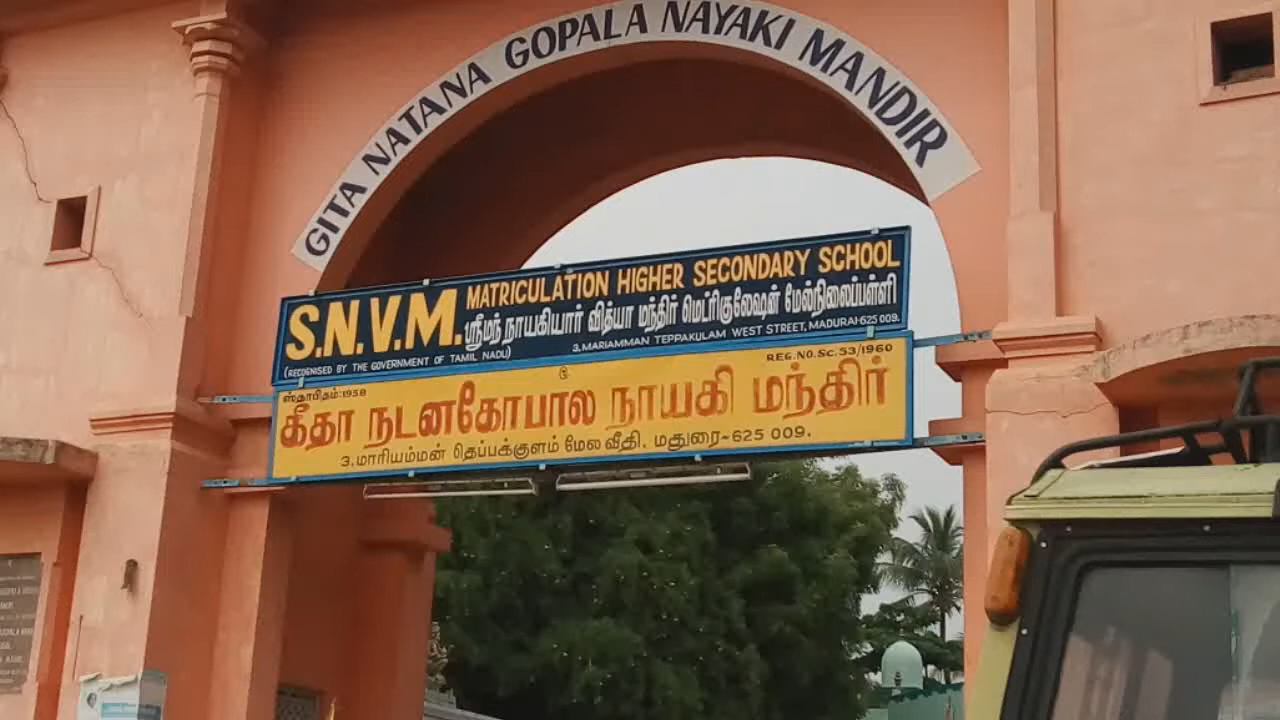 GITA NATANA GOPALA NAYAKI MANDIR
S.N.V.M. MATRICULATION HIGHER SECONDARY SCHOOL
ஸ்ரீமந் நாயகியார் வித்யா மந்திர் மெட்ரிகுலேஷன் மேல்நிலைப்பள்ளி
(RECOGNISED BY THE GOVERNMENT OF TAMIL NADU) 3, MARIAMMAN TEPPAKULAM WEST STREET, MADURAI-625 009.
ஸ்தாபிதம்:1958 REG.NO.SC.53/1960
கீதா நடனகோபால நாயகி மந்திர்
3, மாரியம்மன் தெப்பக்குளம் மேல வீதி, மதுரை-625 009.